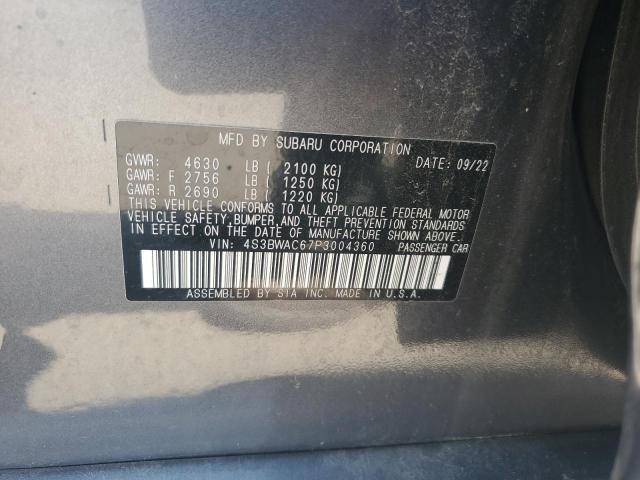 MFD BY SUBARU CORPORATION
GVWR: 4630 LB ( 2100 KG) DATE: 09/22
GAWR: F 2756 LB ( 1250 KG)
GAWR: R 2690 LB ( 1220 KG)
THIS VEHICLE CONFORMS TO ALL APPLICABLE FEDERAL MOTOR
VEHICLE SAFETY, BUMPER, AND THEFT PREVENTION STANDARDS
IN EFFECT ON THE DATE OF MANUFACTURE SHOWN ABOVE.
VIN: 4S3BWAC67P3004360 PASSENGER CAR
ASSEMBLED BY SIA INC. MADE IN U.S.A.